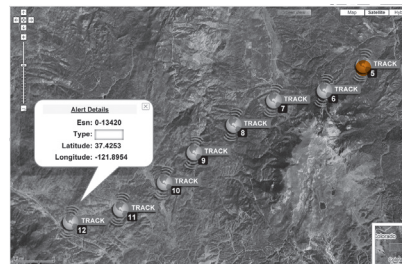 Map Satellite
TRACK
5
TRACK
6
TRACK
7
TRACK
8
TRACK
9
TRACK
10
TRACK
11
TRACK
12
Alert Details
Esn: 0-13420
Type:
Latitude: 37.4253
Longitude: -121.8954